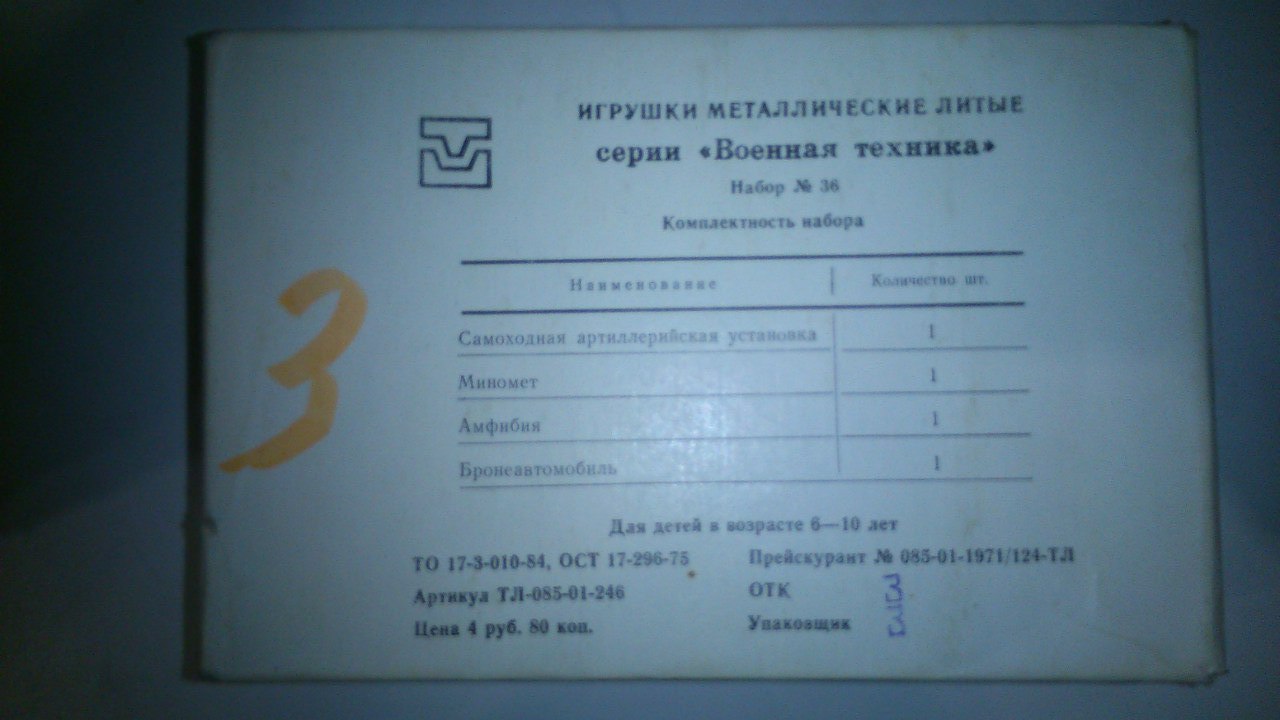 ИГРУШКИ МЕТАЛЛИЧЕСКИЕ ЛИТЫЕ
серии «Военная техника»
Набор № 36
Комплектность набора
Наименование Количество шт.
Самоходная артиллерийская установка 1
Миномет 1
Амфибия 1
Бронеавтомобиль 1
3
Для детей в возрасте 6—10 лет
ТО 17-3-010-84, ОСТ 17-296-75 Прейскурант № 085-01-1971/124-ТЛ
Артикул ТЛ-085-01-246 ОТК
Цена 4 руб. 80 коп. Упаковщик